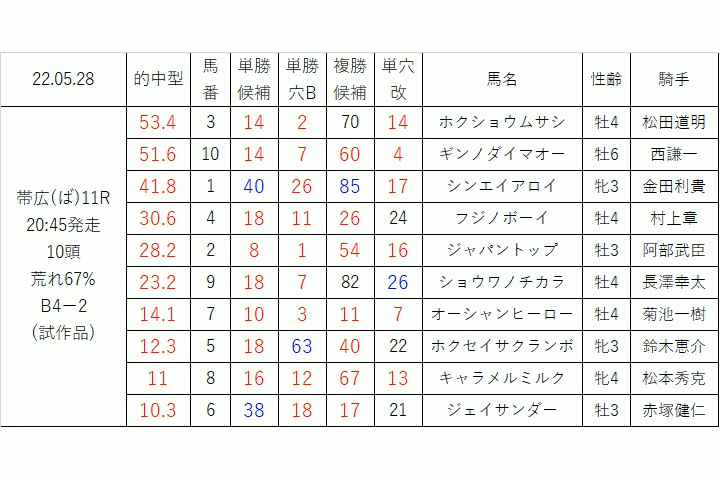 22.05.28 的中型 馬番 単勝候補 単勝穴B 複勝候補 単穴改 馬名 性齢 騎手
帯広(ば)11R
20:45発走
10頭
荒れ67%
B4ー2
(試作品)
53.4 3 14 2 70 14 ホクショウムサシ 牡4 松田道明
51.6 10 14 7 60 4 ギンノダイマオー 牡6 西謙一
41.8 1 40 26 85 17 シンエイアロイ 牝3 金田利貴
30.6 4 18 11 26 24 フジノボーイ 牡4 村上章
28.2 2 8 1 54 16 ジャパントップ 牡3 阿部武臣
23.2 9 18 7 82 26 ショウワノチカラ 牡4 長澤幸太
14.1 7 10 3 11 7 オーシャンヒーロー 牡4 菊池一樹
12.3 5 18 63 40 22 ホクセイサクランボ 牝3 鈴木恵介
11 8 16 12 67 13 キャラメルミルク 牝4 松本秀克
10.3 6 38 18 17 21 ジェイサンダー 牡3 赤塚健仁